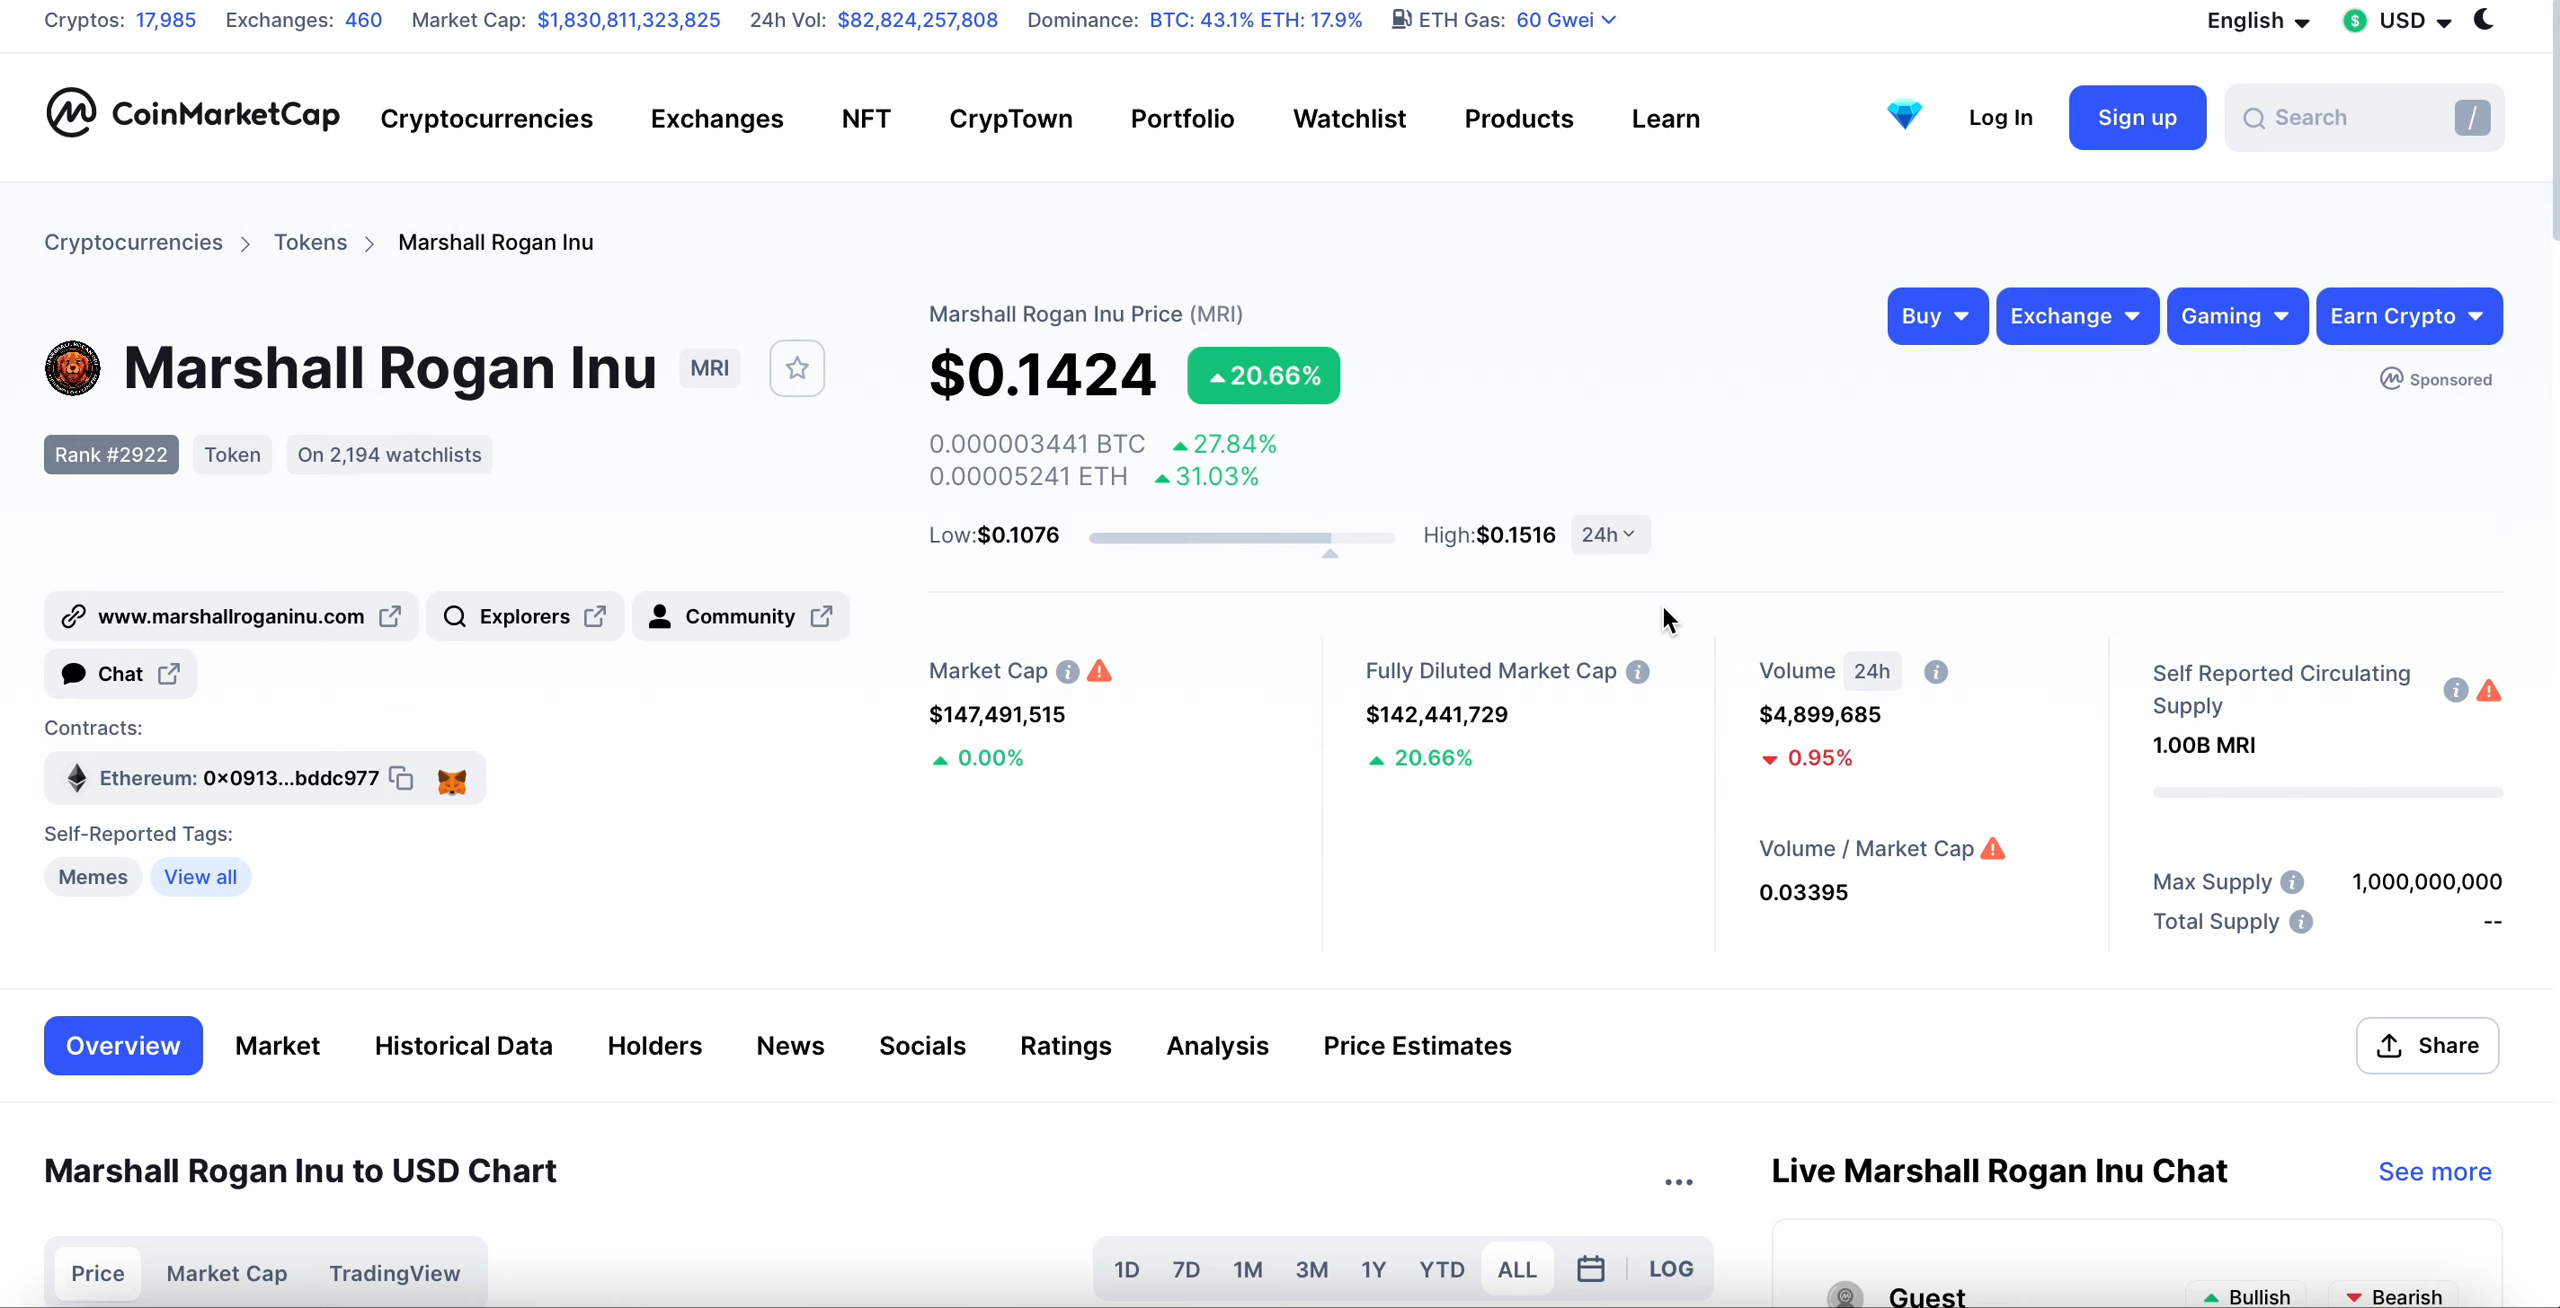 Cryptos: 17,985 Exchanges: 460 Market Cap: $1,830,811,323,825 24h Vol: $82,824,257,808 Dominance: BTC: 43.1% ETH: 17.9% ETH Gas: 60 Gwei English $ USD
CoinMarketCap Cryptocurrencies Exchanges NFT CrypTown Portfolio Watchlist Products Learn Log In Sign up Search /
Cryptocurrencies > Tokens > Marshall Rogan Inu
Marshall Rogan Inu MRI
Rank #2922 Token On 2,194 watchlists
www.marshallroganinu.com Explorers Community
Chat
Contracts:
Ethereum: 0x0913...bddc977
Self-Reported Tags:
Memes View all
Marshall Rogan Inu Price (MRI)
$0.1424 20.66%
0.000003441 BTC 27.84%
0.00005241 ETH 31.03%
Low:$0.1076 High:$0.1516 24h
Buy Exchange Gaming Earn Crypto
Sponsored
Market Cap
$147,491,515
0.00%
Fully Diluted Market Cap
$142,441,729
20.66%
Volume 24h
$4,899,685
0.95%
Volume / Market Cap
0.03395
Self Reported Circulating
Supply
1.00B MRI
Max Supply 1,000,000,000
Total Supply --
Overview Market Historical Data Holders News Socials Ratings Analysis Price Estimates Share
Marshall Rogan Inu to USD Chart ...
Price Market Cap TradingView 1D 7D 1M 3M 1Y YTD ALL LOG
Live Marshall Rogan Inu Chat See more
Guest Bullish Bearish